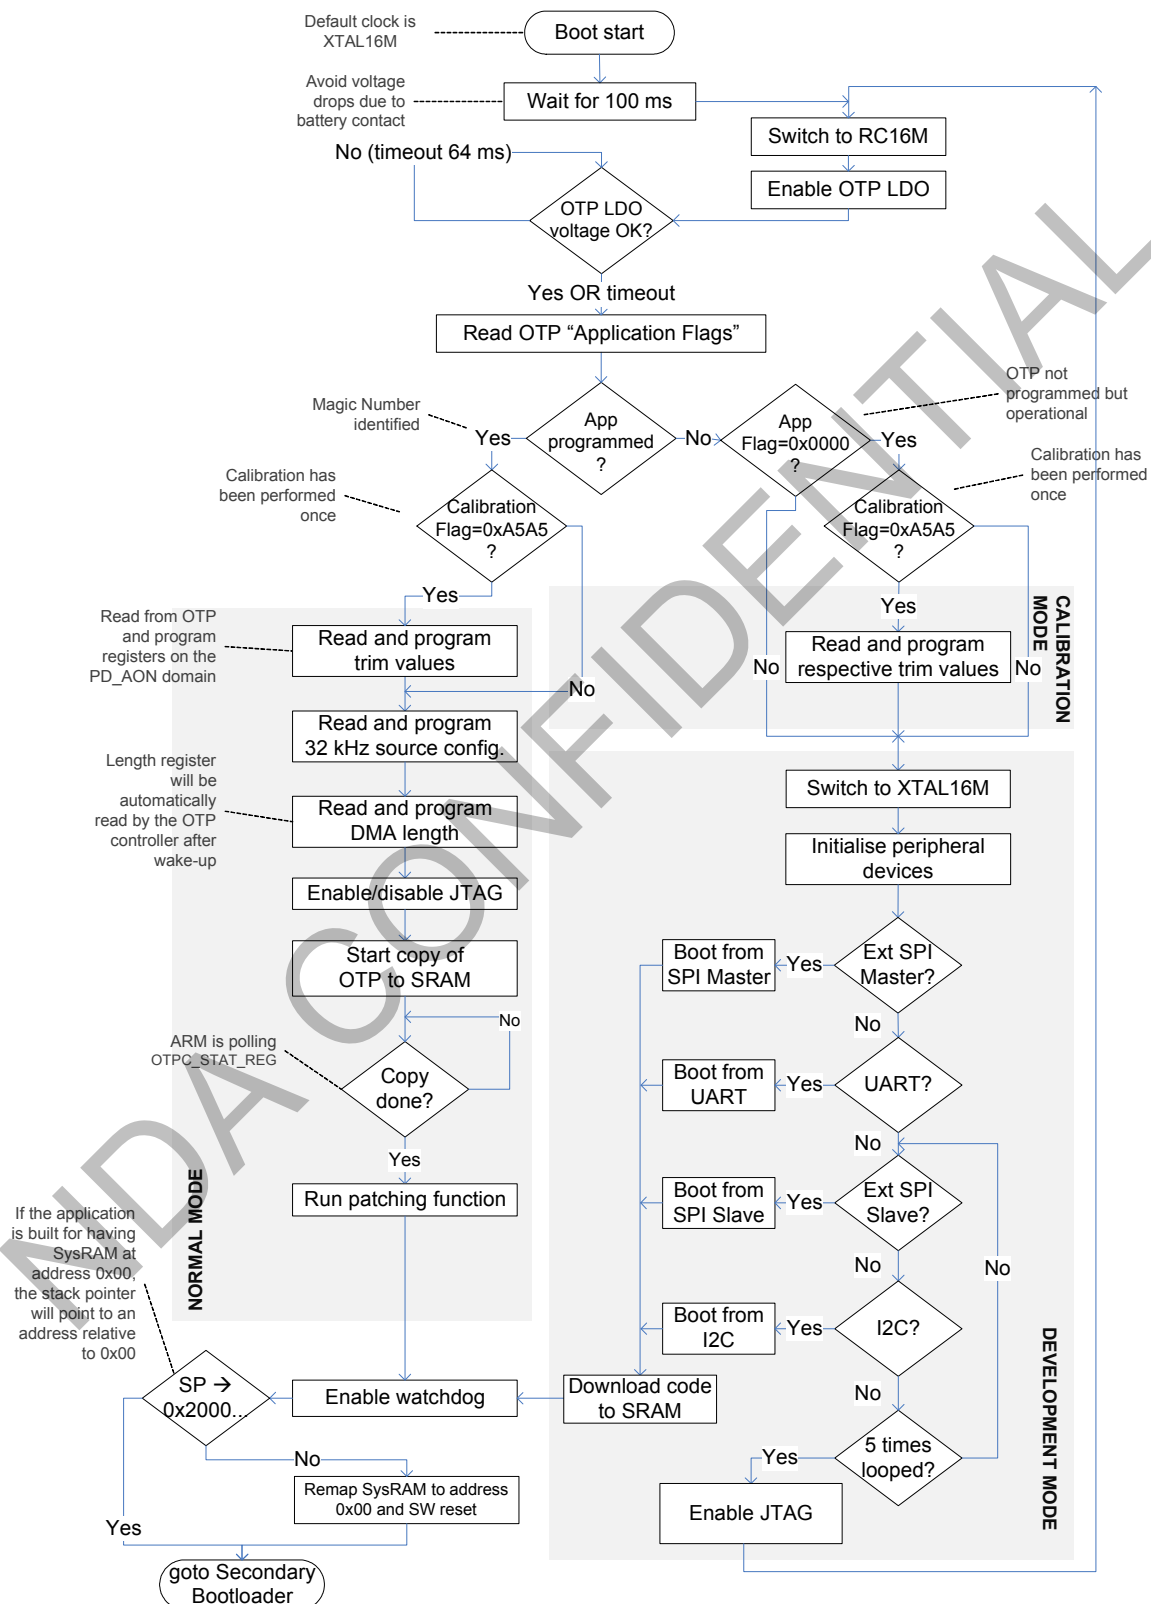 Default clock is
XTAL16M
Boot start
Avoid voltage
drops due to
battery contact
Wait for 100 ms
Switch to RC16M
Enable OTP LDO
No (timeout 64 ms)
OTP LDO
voltage OK?
Yes OR timeout
Read OTP “Application Flags”
OTP not
programmed but
operational
Magic Number
identified
App
programmed
?
Yes
No
App
Flag=0x0000
?
Yes
Calibration has
been performed
once
Calibration has
been performed
once
Calibration
Flag=0xA5A5
?
Calibration
Flag=0xA5A5
?
Yes
No
Yes
No
No
CALIBRATION
MODE
Read from OTP
and program
registers on the
PD_AON domain
Read and program
trim values
Read and program
respective trim values
Read and program
32 kHz source config.
Length register
will be
automatically
read by the OTP
controller after
wake-up
Read and program
DMA length
Enable/disable JTAG
Start copy of
OTP to SRAM
No
ARM is polling
OTPC_STAT_REG
Copy
done?
Yes
Run patching function
NORMAL MODE
Switch to XTAL16M
Initialise peripheral
devices
Ext SPI
Master?
Yes
Boot from
SPI Master
No
UART?
Yes
Boot from
UART
No
Ext SPI
Slave?
Yes
Boot from
SPI Slave
No
No
I2C?
Yes
Boot from
I2C
No
5 times
looped?
Yes
Enable JTAG
Download code
to SRAM
DEVELOPMENT MODE
If the application
is built for having
SysRAM at
address 0x00,
the stack pointer
will point to an
address relative
to 0x00
Enable watchdog
SP →
0x2000...
No
Remap SysRAM to address
0x00 and SW reset
Yes
goto Secondary
Bootloader
NDA CONFIDENTIAL